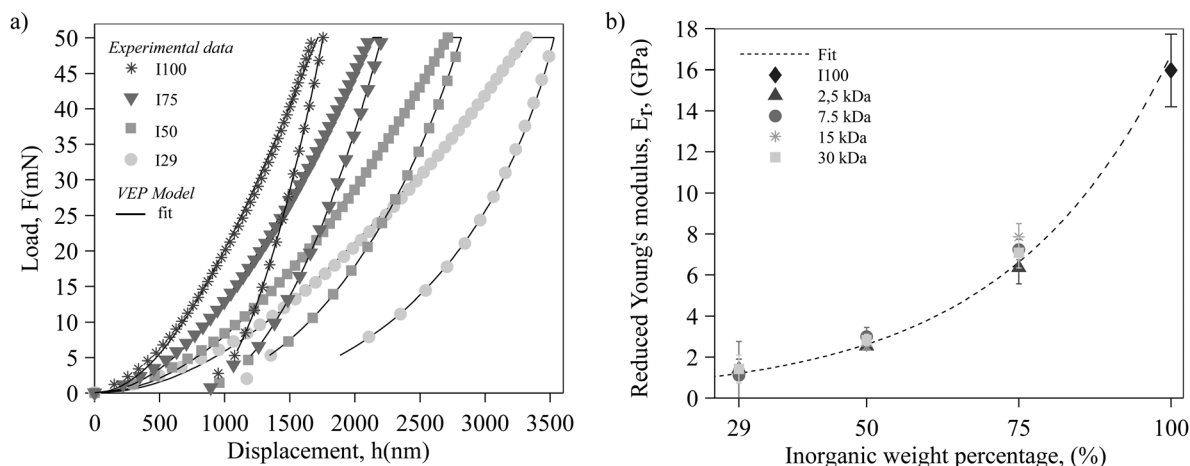 a)
Load, F(mN)
50
45
40
35
30
25
20
15
10
5
0
Experimental data
I100
I75
I50
I29
VEP Model
fit
0 500 1000 1500 2000 2500 3000 3500
Displacement, h(nm)
b)
Reduced Young's modulus, Er, (GPa)
18
16
14
12
10
8
6
4
2
0
Fit
I100
2,5 kDa
7.5 kDa
15 kDa
30 kDa
29 50 75 100
Inorganic weight percentage, (%)